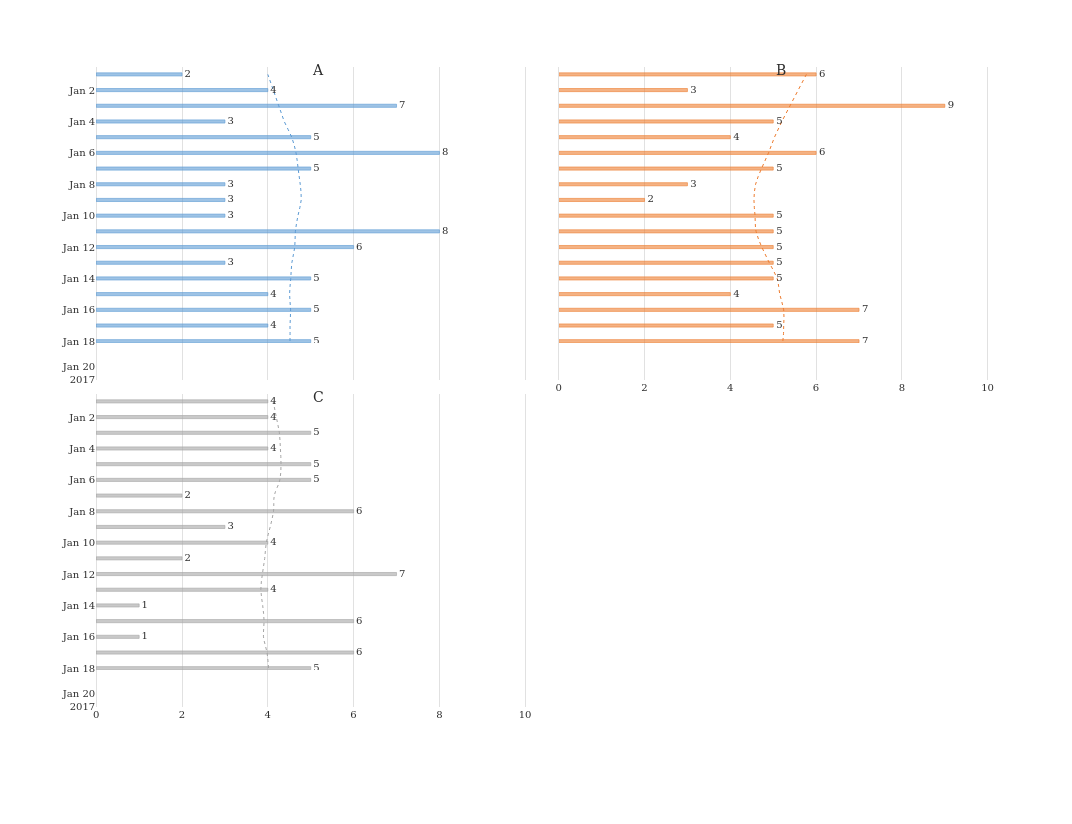 A
2
Jan 2 4
7
Jan 4 3
5
Jan 6 8
5
Jan 8 3
3
Jan 10 3
8
Jan 12 6
3
Jan 14 5
4
Jan 16 5
4
Jan 18 5
Jan 20
2017
B
6
3
9
5
4
6
5
3
2
5
5
5
5
5
4
7
5
7
0 2 4 6 8 10
C
4
Jan 2 4
5
Jan 4 4
5
Jan 6 5
2
Jan 8 6
3
Jan 10 4
2
Jan 12 7
4
Jan 14 1
6
Jan 16 1
6
Jan 18 5
Jan 20
2017
0 2 4 6 8 10